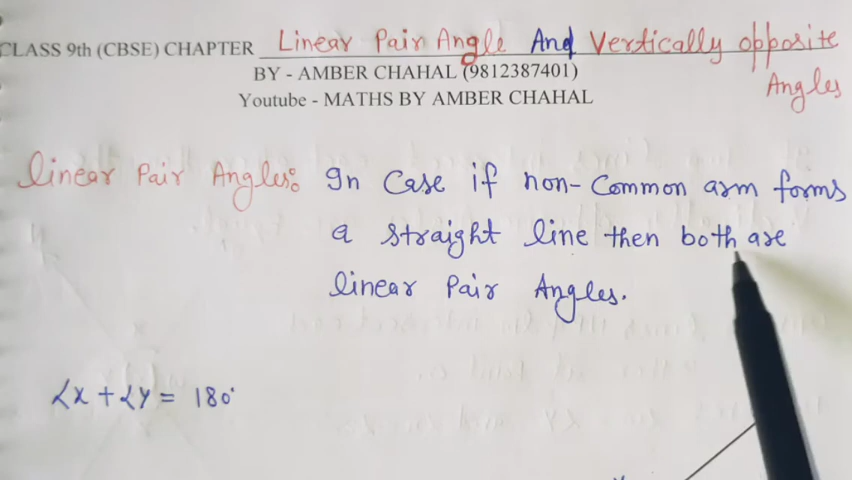 CLASS 9th (CBSE) CHAPTER Linear Pair Angle And Vertically opposite
Angles
BY - AMBER CHAHAL (9812387401)
Youtube - MATHS BY AMBER CHAHAL
linear Pair Angles: In Case if non-Common arm forms
a straight line then both are
linear Pair Angles.
∠x + ∠y = 180°